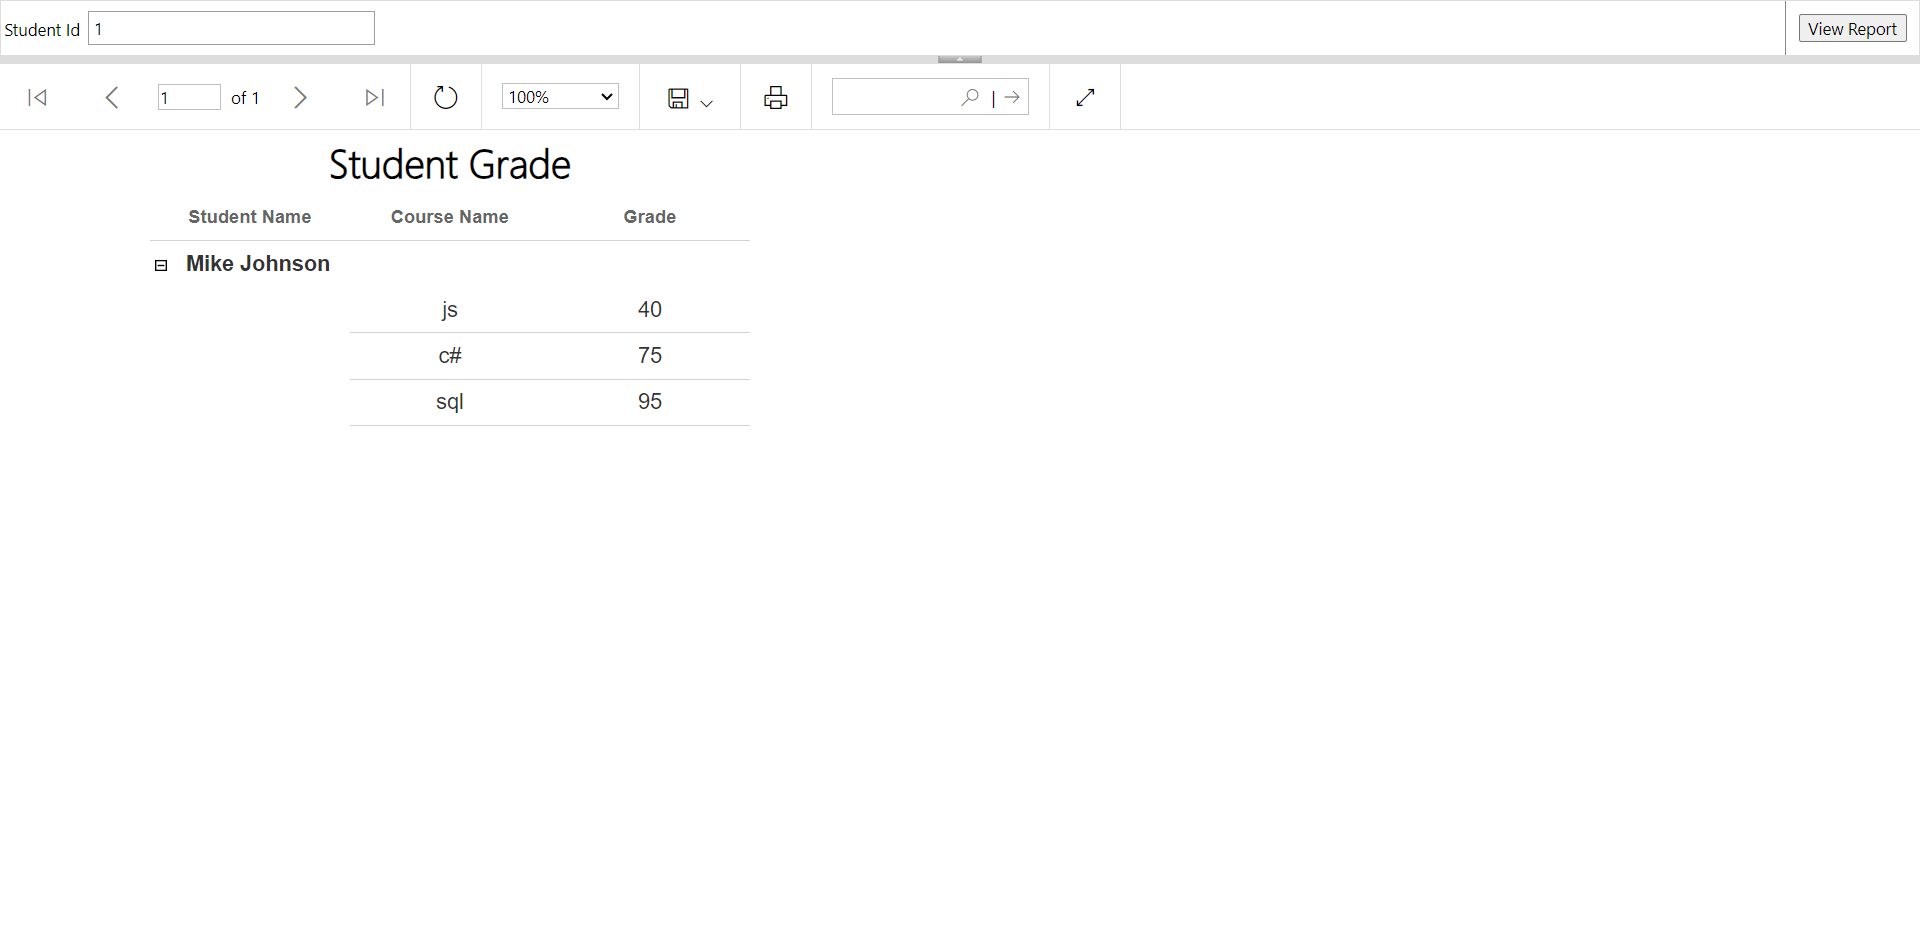 Student Id 1 View Report
1 of 1 100% |
Student Grade
Student Name Course Name Grade
Mike Johnson
js 40
c# 75
sql 95